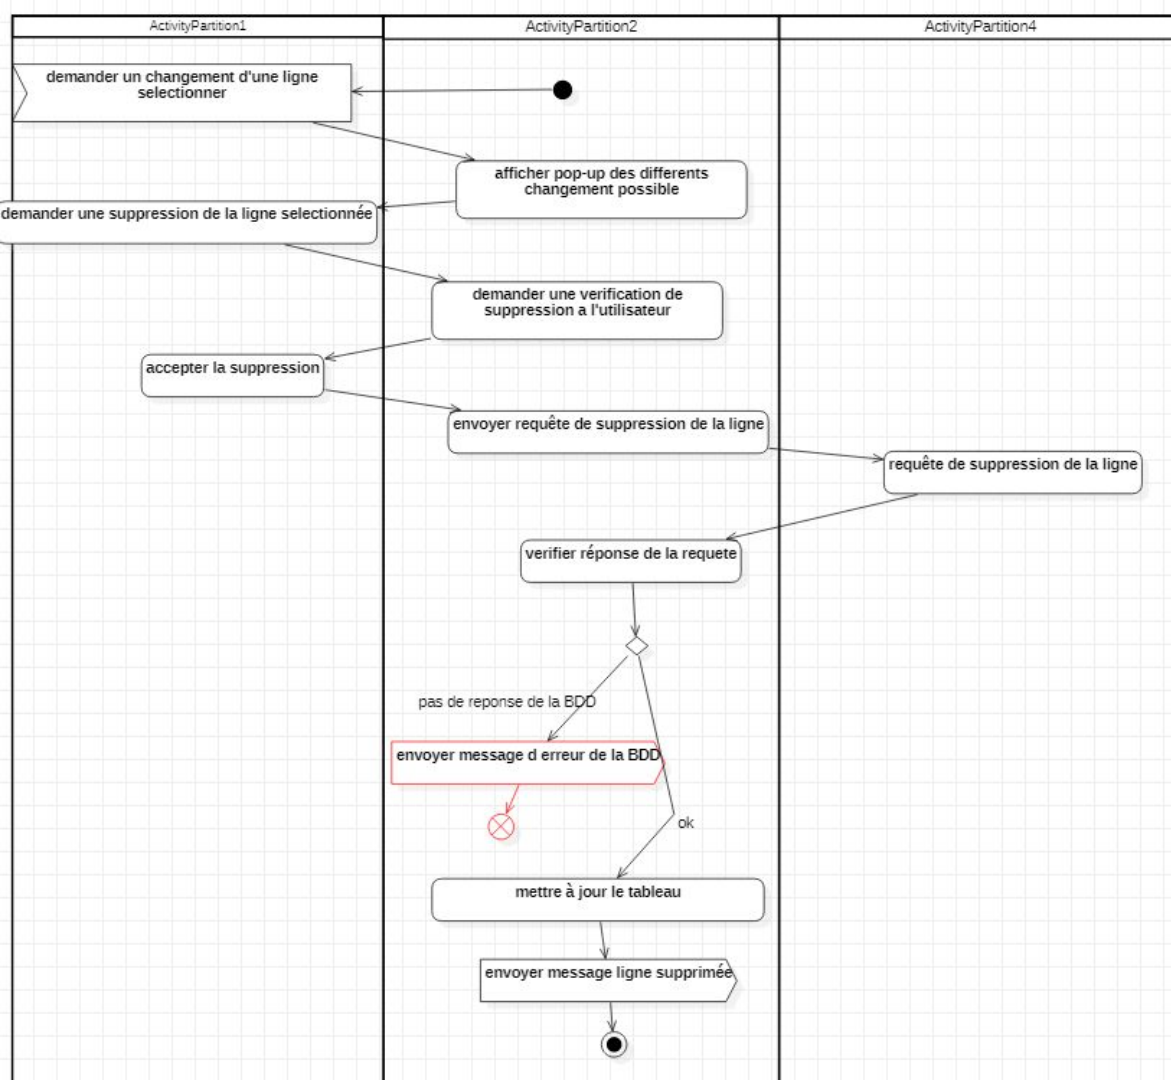 ActivityPartition1
ActivityPartition2
ActivityPartition4
demander un changement d'une ligne
selectionner
afficher pop-up des differents
changement possible
demander une suppression de la ligne selectionnée
demander une verification de
suppression a l'utilisateur
accepter la suppression
envoyer requête de suppression de la ligne
requête de suppression de la ligne
verifier réponse de la requete
pas de reponse de la BDD
envoyer message d erreur de la BDD
ok
mettre à jour le tableau
envoyer message ligne supprimée